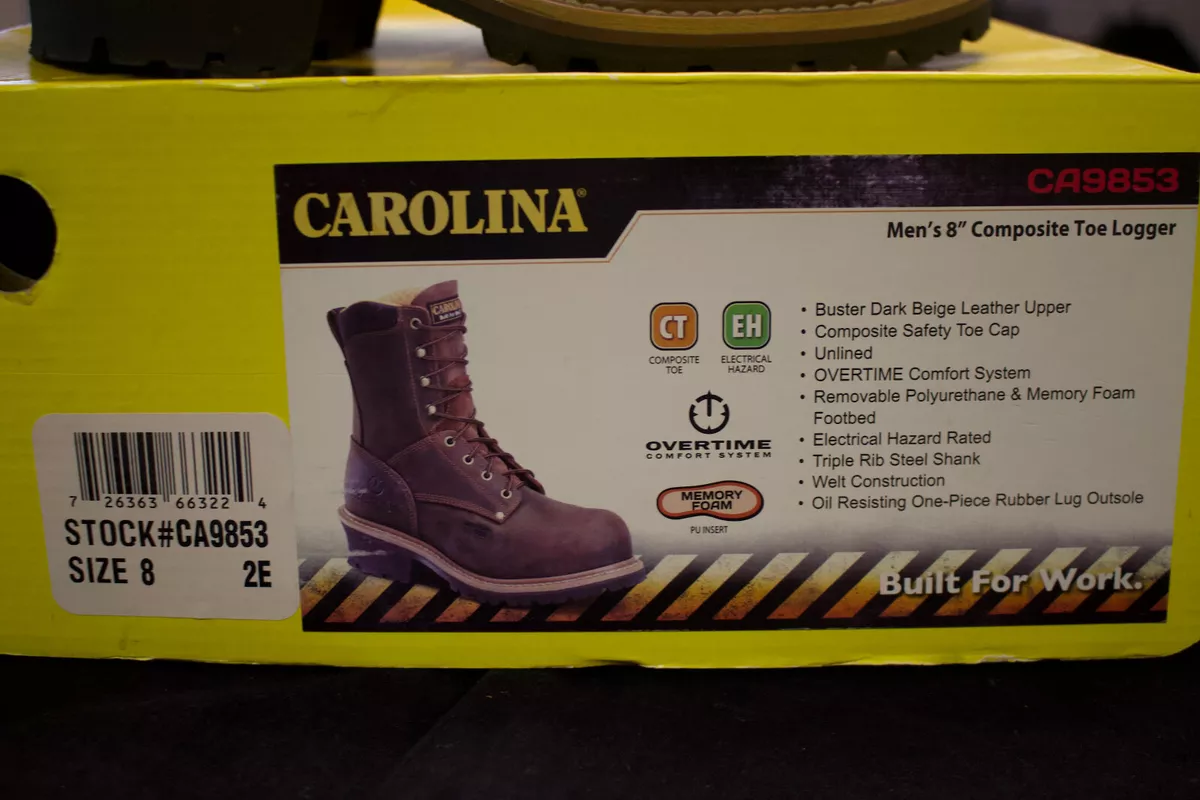 CAROLINA®
CA9853
Men's 8" Composite Toe Logger
CAROLINA
CT
COMPOSITE
TOE
EH
ELECTRICAL
HAZARD
OVERTIME
COMFORT SYSTEM
MEMORY
FOAM
PU INSERT
• Buster Dark Beige Leather Upper
• Composite Safety Toe Cap
• Unlined
• OVERTIME Comfort System
• Removable Polyurethane & Memory Foam
Footbed
• Electrical Hazard Rated
• Triple Rib Steel Shank
• Welt Construction
• Oil Resisting One-Piece Rubber Lug Outsole
Built For Work.
7 26363 66322 4
STOCK#CA9853
SIZE 8 2E